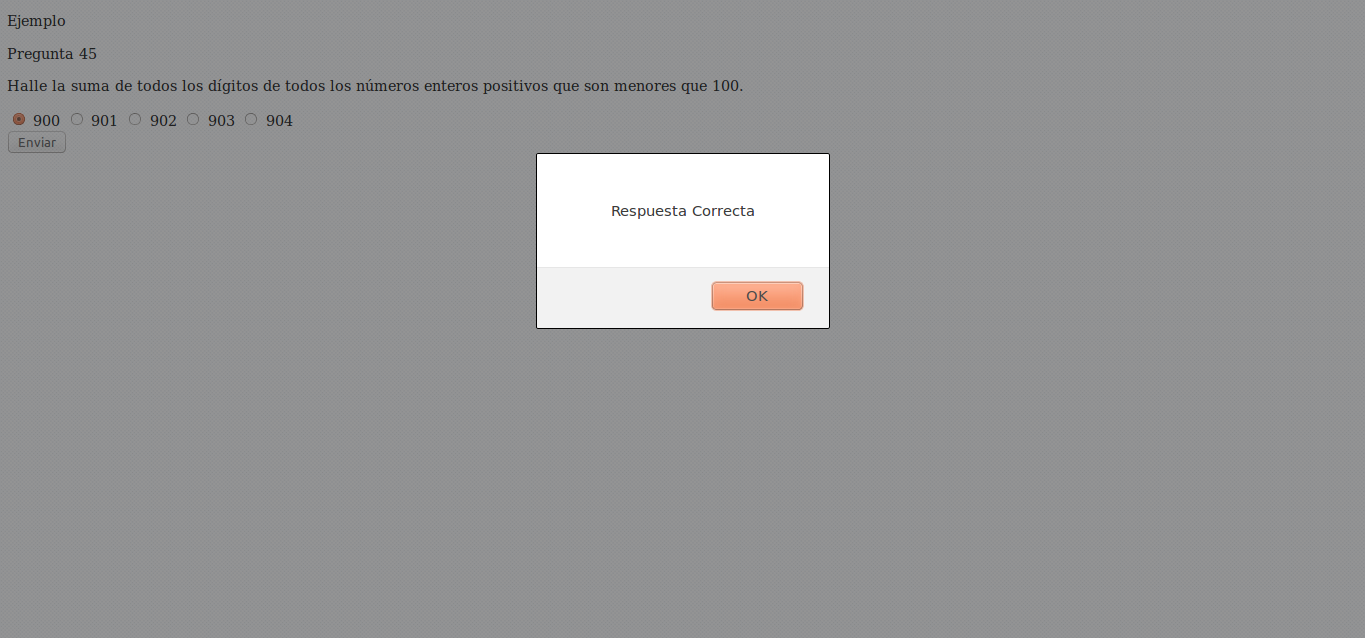 Ejemplo
Pregunta 45
Halle la suma de todos los dígitos de todos los números enteros positivos que son menores que 100.
900 901 902 903 904
Enviar
Respuesta Correcta
OK